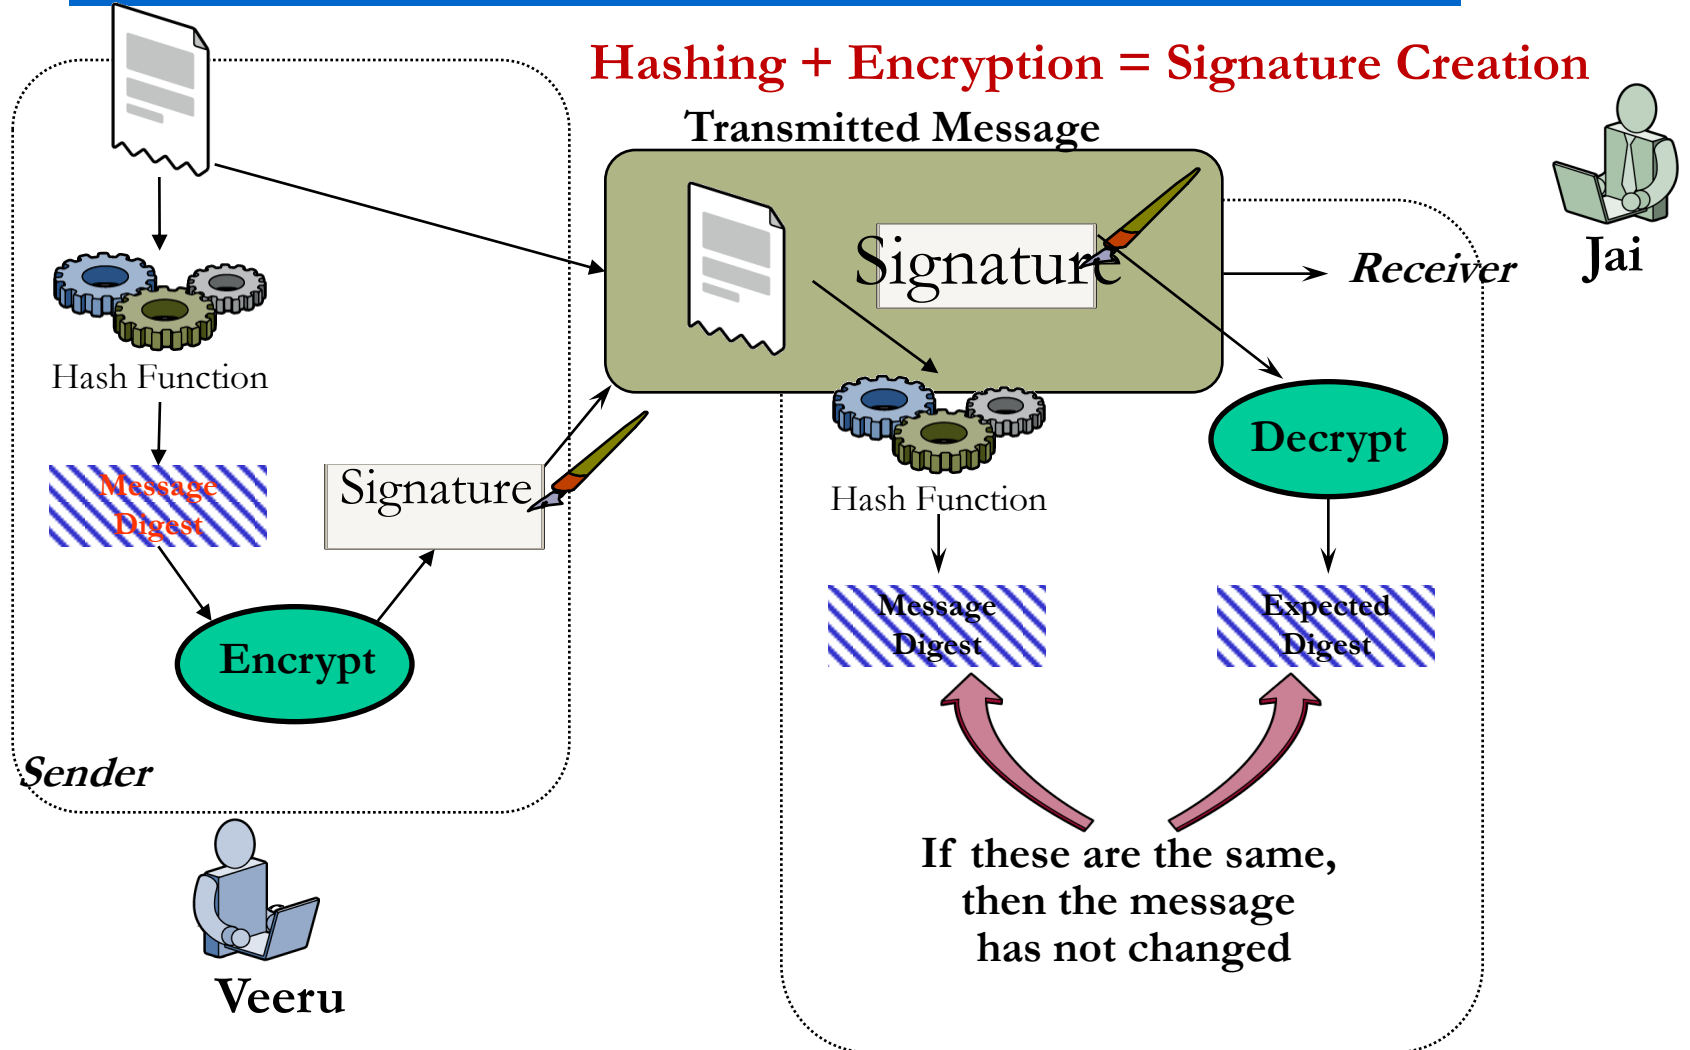 Hashing + Encryption = Signature Creation
Transmitted Message
Signature
Receiver
Jai
Hash Function
Message
Digest
Signature
Encrypt
Sender
Veeru
Hash Function
Decrypt
Message
Digest
Expected
Digest
If these are the same,
then the message
has not changed